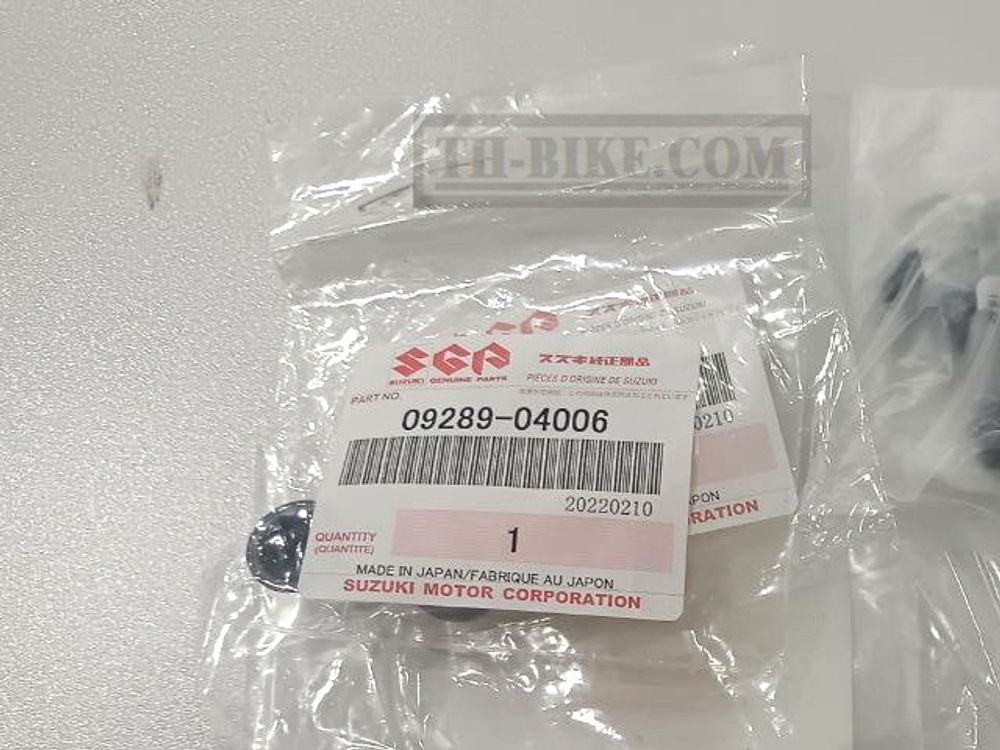 TH-BIKE.COM
SGP
SUZUKI GENUINE PARTS
スズキ純正部品
PIECES D'ORIGINE DE SUZUKI
PART NO.
09289-04006
20220210
QUANTITY
(QUANTITE)
1
MADE IN JAPAN/FABRIQUE AU JAPON
SUZUKI MOTOR CORPORATION